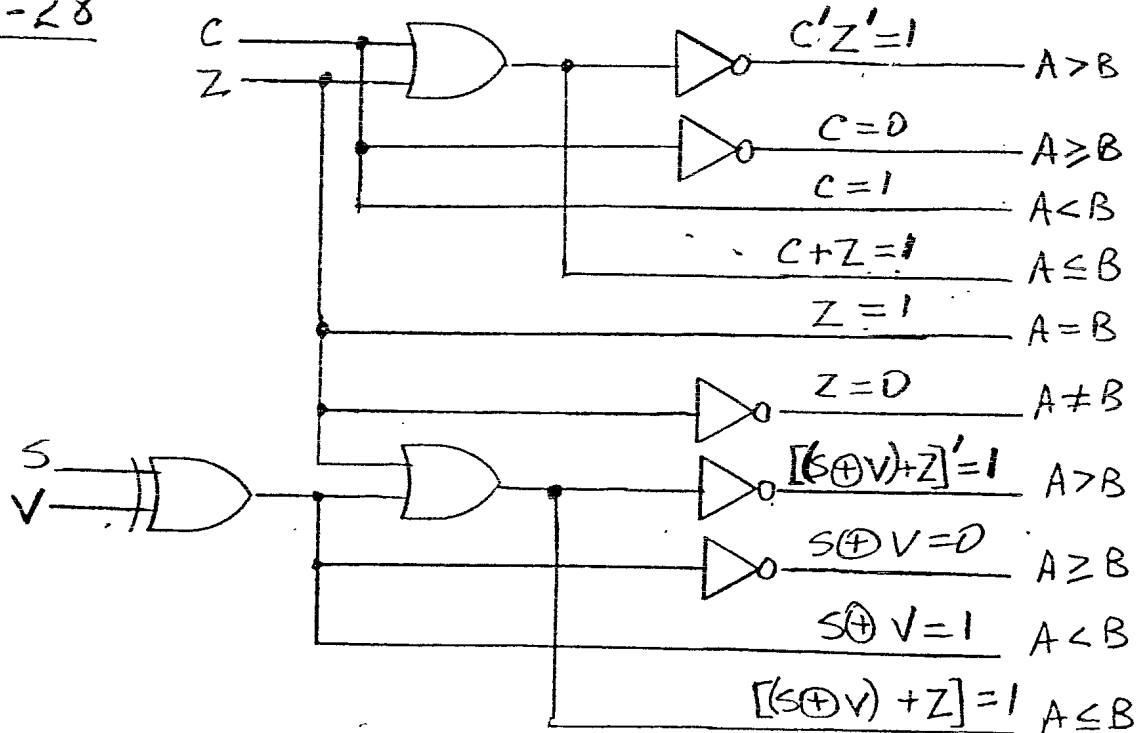 -28
C
C'Z'=1
A>B
Z
C=0
A≥B
C=1
A<B
C+Z=1
A≤B
Z=1
A=B
Z=0
A≠B
S
[(S⊕V)+Z]'=1
A>B
V
S⊕V=0
A≥B
S⊕V=1
A<B
[(S⊕V)+Z]=1
A≤B